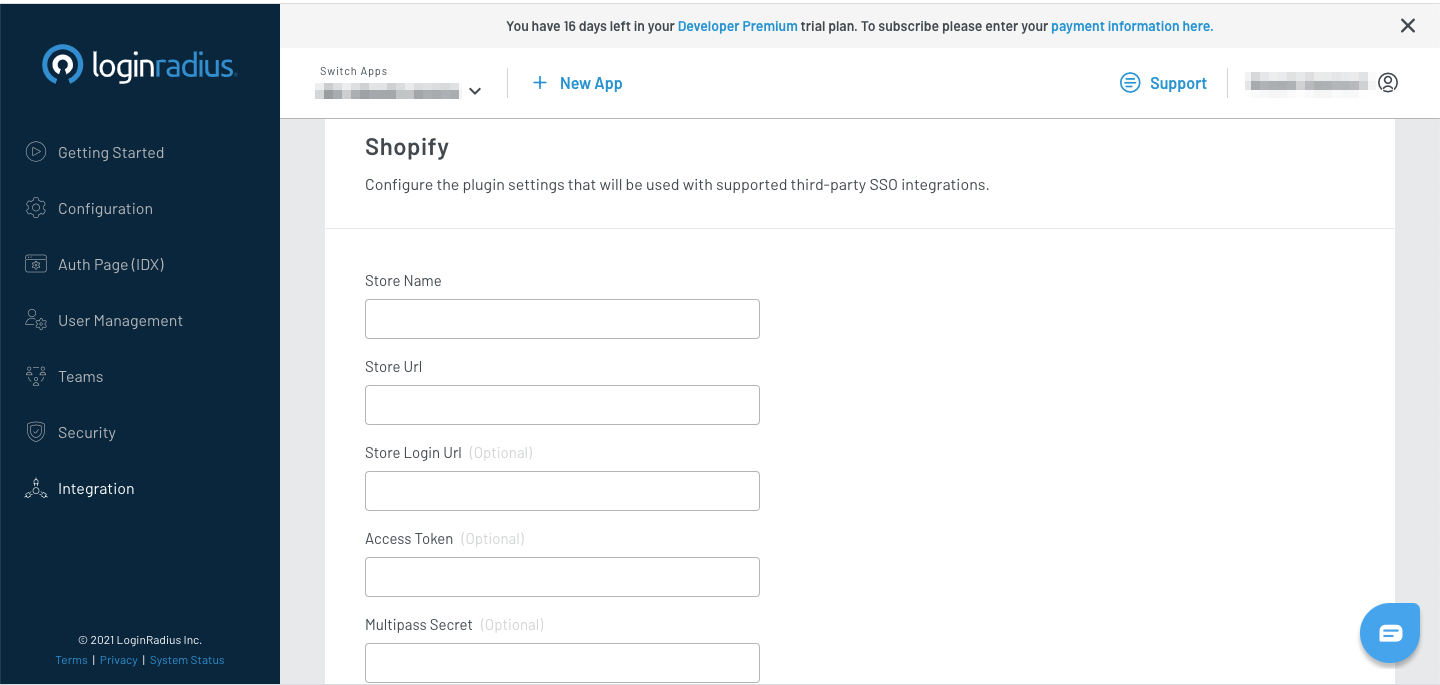 You have 16 days left in your Developer Premium trial plan. To subscribe please enter your payment information here.
loginradius
Switch Apps
New App
Support
Getting Started
Configuration
Auth Page (IDX)
User Management
Teams
Security
Integration
© 2021 LoginRadius Inc.
Terms | Privacy | System Status
Shopify
Configure the plugin settings that will be used with supported third-party SSO integrations.
Store Name
Store Url
Store Login Url (Optional)
Access Token (Optional)
Multipass Secret (Optional)